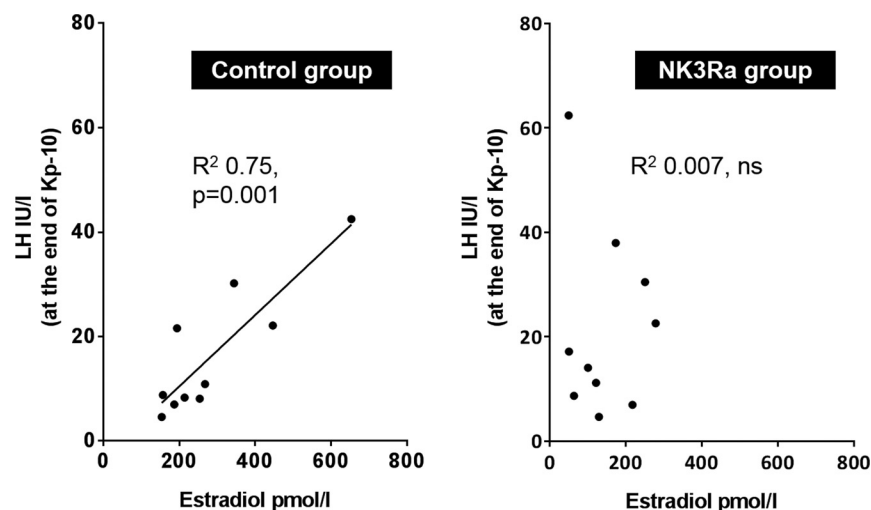 Control group
R² 0.75,
p=0.001
LH IU/l
(at the end of Kp-10)
80
60
40
20
0
0 200 400 600 800
Estradiol pmol/l
NK3Ra group
R² 0.007, ns
LH IU/l
(at the end of Kp-10)
80
60
40
20
0
0 200 400 600 800
Estradiol pmol/l